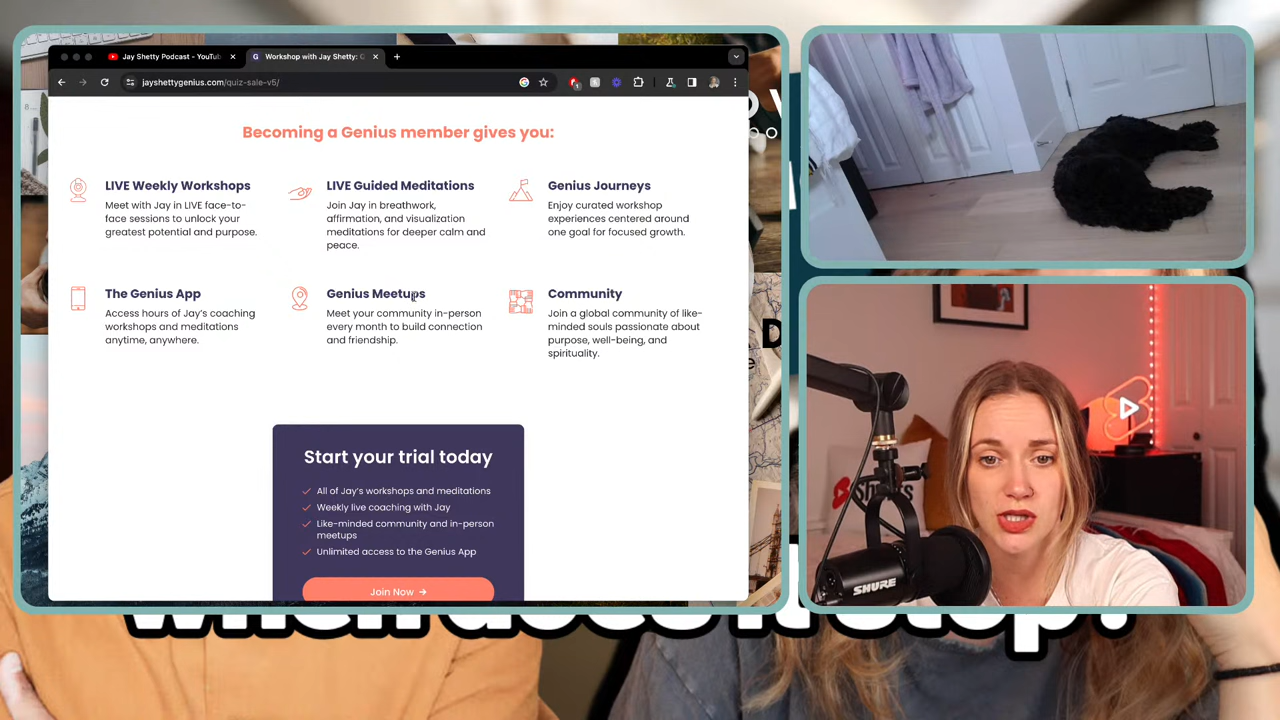 Jay Shetty Podcast - YouTub
Workshop with Jay Shetty: G
jayshettygenius.com/quiz-sale-v5/
Becoming a Genius member gives you:
LIVE Weekly Workshops
Meet with Jay in LIVE face-to-
face sessions to unlock your
greatest potential and purpose.
LIVE Guided Meditations
Join Jay in breathwork,
affirmation, and visualization
meditations for deeper calm and
peace.
Genius Journeys
Enjoy curated workshop
experiences centered around
one goal for focused growth.
The Genius App
Access hours of Jay's coaching
workshops and meditations
anytime, anywhere.
Genius Meetups
Meet your community in-person
every month to build connection
and friendship.
Community
Join a global community of like-
minded souls passionate about
purpose, well-being, and
spirituality.
Start your trial today
All of Jay's workshops and meditations
Weekly live coaching with Jay
Like-minded community and in-person
meetups
Unlimited access to the Genius App
Join Now →
SHURE
when does it stop?